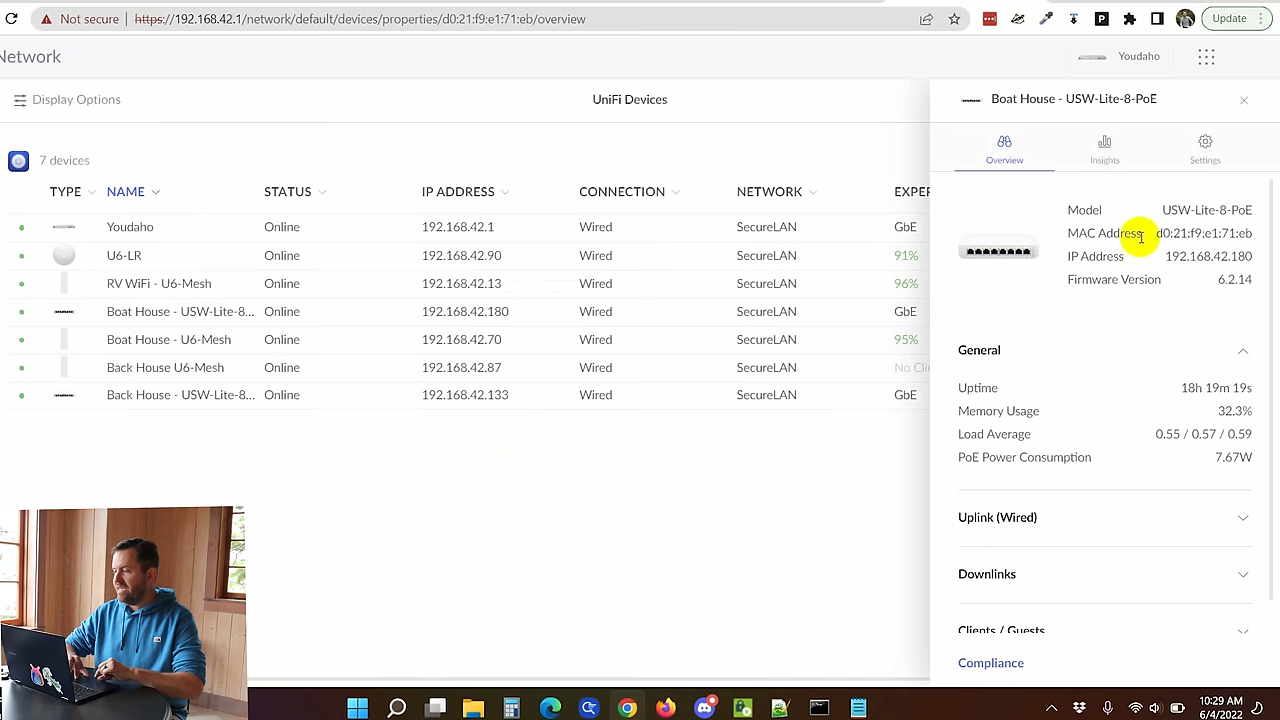 Not secure
https://192.168.42.1/network/default/devices/properties/d0:21:f9:e1:71:eb/overview
Update
Network
Youdaho
Display Options
UniFi Devices
7 devices
TYPE NAME STATUS IP ADDRESS CONNECTION NETWORK EXPER
Youdaho Online 192.168.42.1 Wired SecureLAN GbE
U6-LR Online 192.168.42.90 Wired SecureLAN 91%
RV WiFi - U6-Mesh Online 192.168.42.13 Wired SecureLAN 96%
Boat House - USW-Lite-8... Online 192.168.42.180 Wired SecureLAN GbE
Boat House - U6-Mesh Online 192.168.42.70 Wired SecureLAN 95%
Back House U6-Mesh Online 192.168.42.87 Wired SecureLAN No Cli
Back House - USW-Lite-8... Online 192.168.42.133 Wired SecureLAN GbE
Boat House - USW-Lite-8-PoE
Overview Insights Settings
Model USW-Lite-8-PoE
MAC Address d0:21:f9:e1:71:eb
IP Address 192.168.42.180
Firmware Version 6.2.14
General
Uptime 18h 19m 19s
Memory Usage 32.3%
Load Average 0.55 / 0.57 / 0.59
PoE Power Consumption 7.67W
Uplink (Wired)
Downlinks
Clients / Guests
Compliance
10:29 AM
6/4/2022